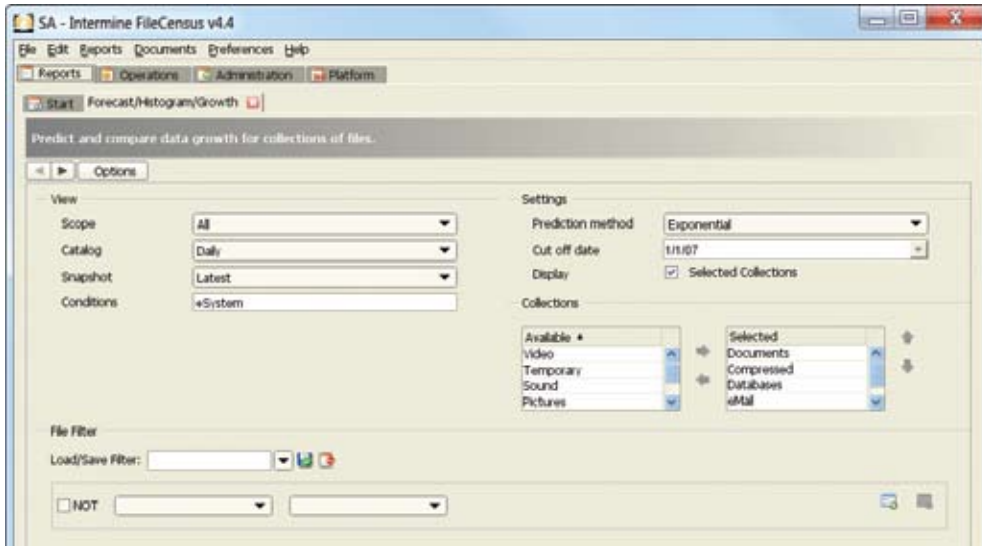 SA - Intermine FileCensus v4.4
File Edit Reports Documents Preferences Help
Reports Operations Administration Platform
Start Forecast/Histogram/Growth
Predict and compare data growth for collections of files.
Options
View
Scope All
Catalog Daily
Snapshot Latest
Conditions +System
Settings
Prediction method Exponential
Cut off date 1/1/07
Display Selected Collections
Collections
Available
Video
Temporary
Sound
Pictures
Selected
Documents
Compressed
Databases
eMail
File Filter
Load/Save Filter:
NOT